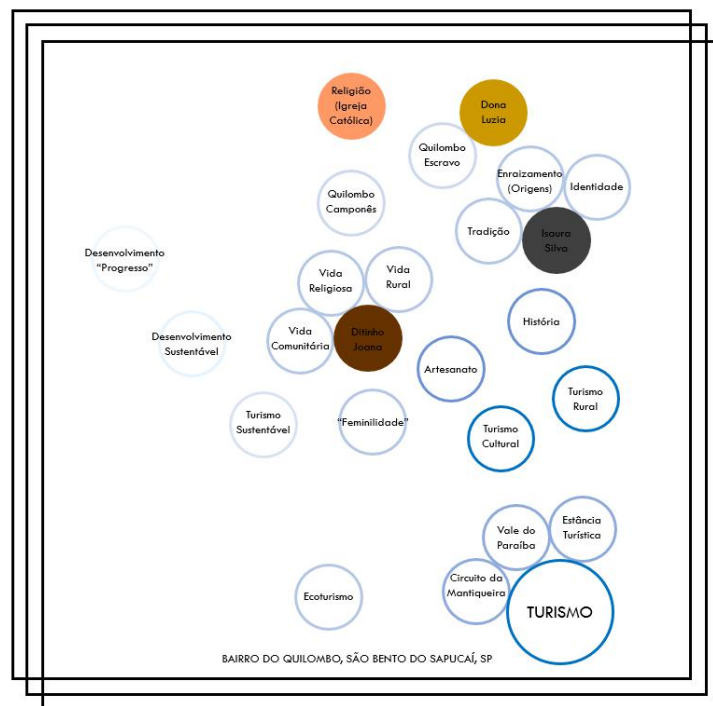 Religião
(Igreja
Católica)
Dona
Luzia
Quilombo
Escravo
Enraizamento
(Origens)
Identidade
Quilombo
Camponês
Tradição
Isaura
Silva
Desenvolvimento
“Progresso”
Vida
Religiosa
Vida
Rural
História
Vida
Comunitária
Ditinho
Joana
Desenvolvimento
Sustentável
Artesanato
Turismo
Rural
Turismo
Sustentável
“Feminilidade”
Turismo
Cultural
Vale do
Paraíba
Estância
Turística
Circuito da
Mantiqueira
Ecoturismo
TURISMO
BAIRRO DO QUILOMBO, SÃO BENTO DO SAPUCAÍ, SP